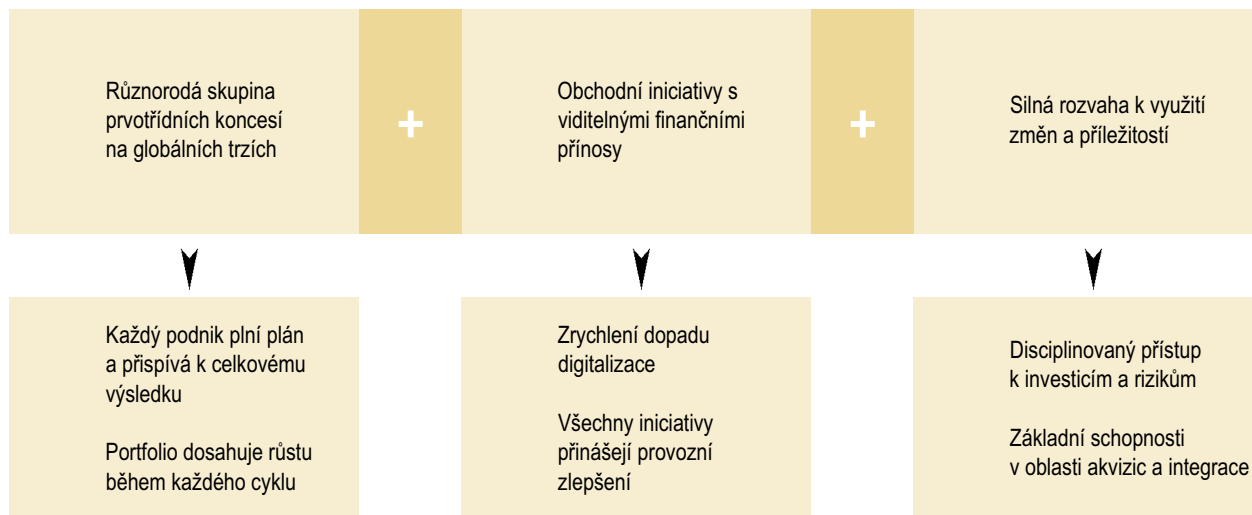 Různorodá skupina
prvotřídních koncesí
na globálních trzích
+
Obchodní iniciativy s
viditelnými finančními
přínosy
+
Silná rozvaha k využití
změn a příležitostí
Každý podnik plní plán
a přispívá k celkovému
výsledku
Portfolio dosahuje růstu
během každého cyklu
Zrychlení dopadu
digitalizace
Všechny iniciativy
přinášejí provozní
zlepšení
Disciplinovaný přístup
k investicím a rizikům
Základní schopnosti
v oblasti akvizic a integrace